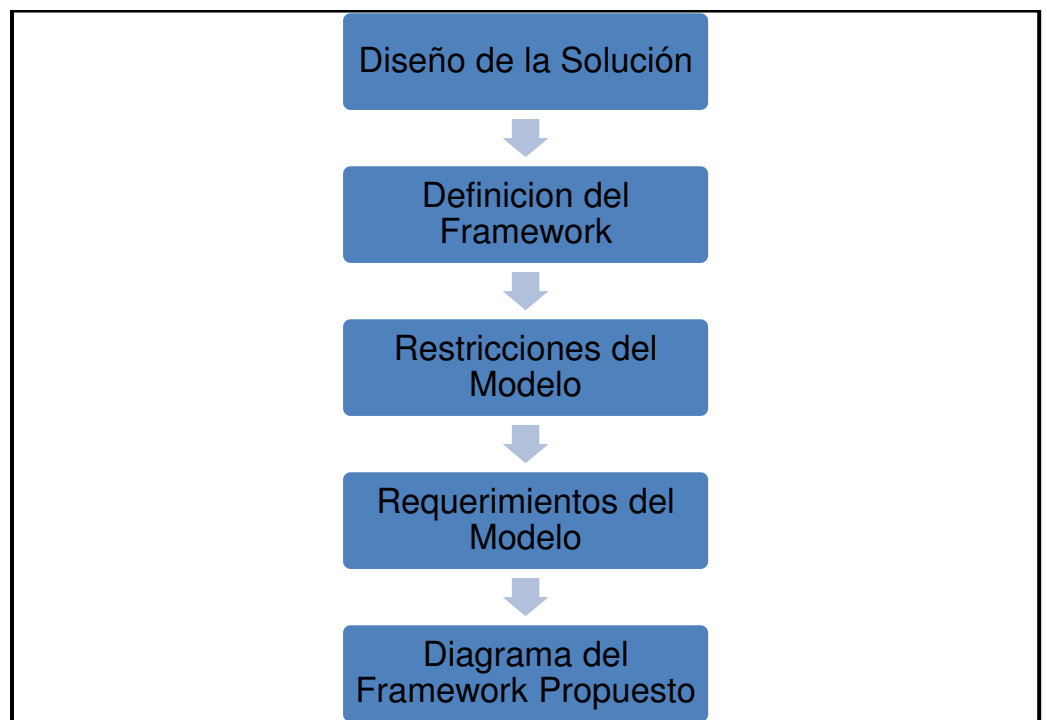 Diseño de la Solución
Definicion del
Framework
Restricciones del
Modelo
Requerimientos del
Modelo
Diagrama del
Framework Propuesto